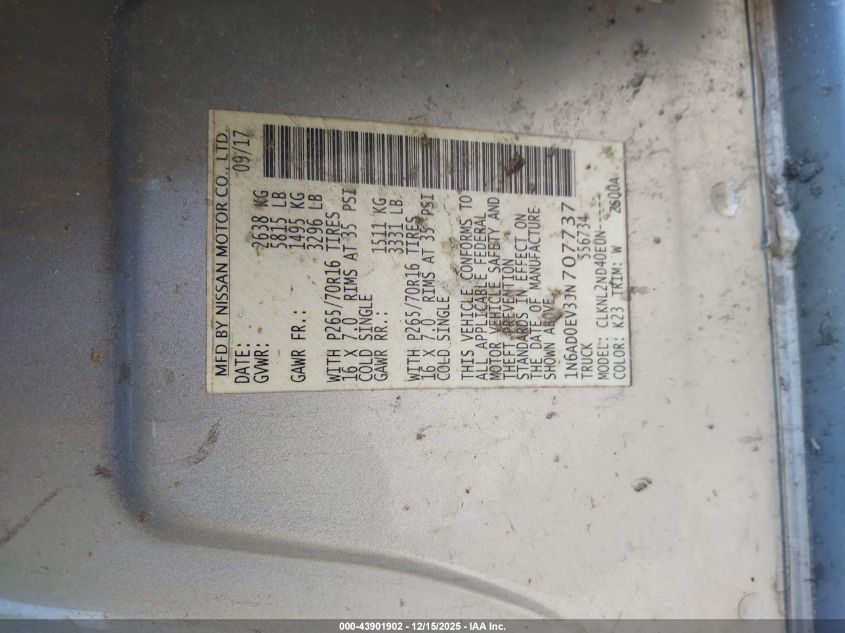 MFD BY NISSAN MOTOR CO., LTD.
DATE: 09/17
GVWR: 2638 KG
5815 LB
GAWR FR.: 1495 KG
3296 LB
WITH P265/70R16 TIRES
16 X 7.0 RIMS AT 35 PSI
COLD SINGLE
GAWR RR.: 1511 KG
3331 LB
WITH P265/70R16 TIRES
16 X 7.0 RIMS AT 35 PSI
COLD SINGLE
THIS VEHICLE CONFORMS TO
ALL APPLICABLE FEDERAL
MOTOR VEHICLE SAFETY AND
THEFT PREVENTION
STANDARDS IN EFFECT ON
THE DATE OF MANUFACTURE
SHOWN ABOVE.
1N6AD0EV3JN707737
TRUCK 536734
MODEL: CLKNL2ND40EUN-----
COLOR: K23 TRIM: W 2600A
000-43901902 - 12/15/2025 - IAA Inc.